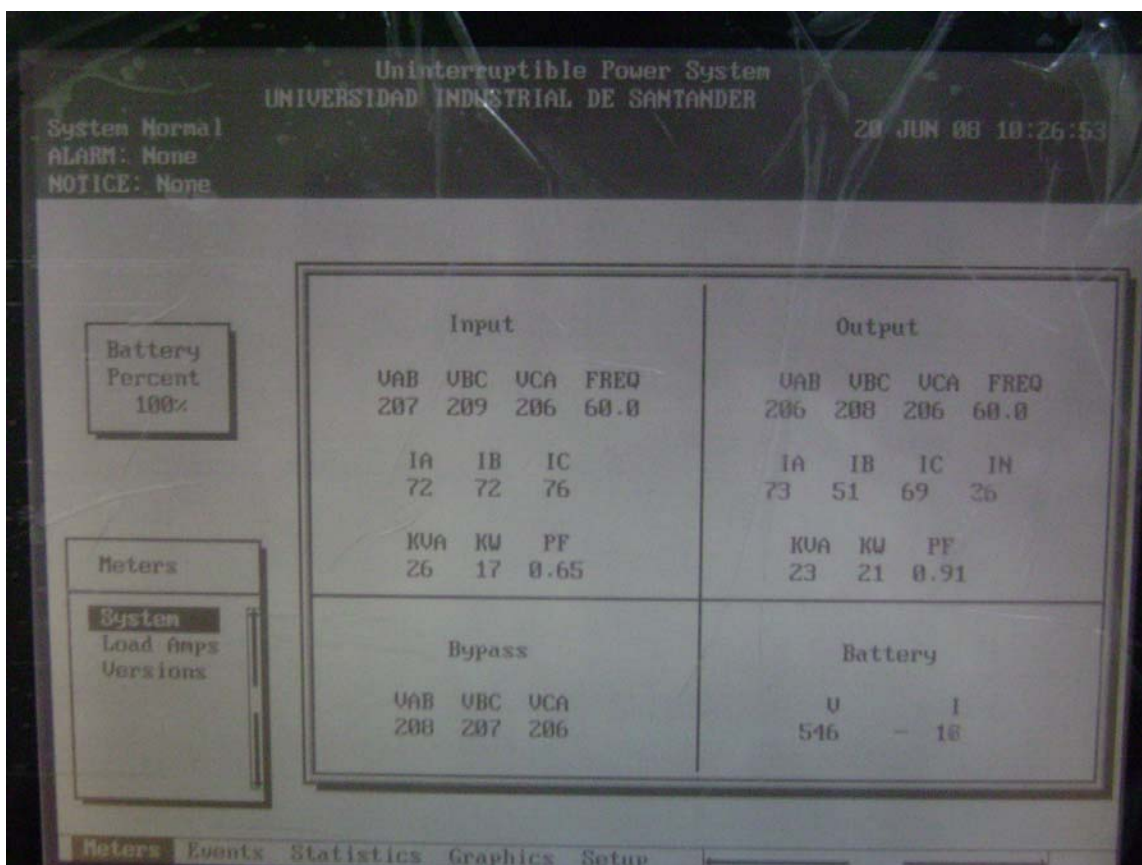 Uninterruptible Power System
UNIVERSIDAD INDUSTRIAL DE SANTANDER
System Normal
20 JUN 08 10:26:53
ALARM: None
NOTICE: None
Battery
Percent
100%
Input
VAB VBC VCA FREQ
207 209 206 60.0
IA IB IC
72 72 76
KVA KW PF
26 17 0.65
Output
VAB VBC VCA FREQ
206 208 206 60.0
IA IB IC IN
73 51 69 26
KVA KW PF
23 21 0.91
Meters
System
Load Amps
Versions
Bypass
VAB VBC VCA
208 207 206
Battery
V I
546 -
Meters Events Statistics Graphics Setup